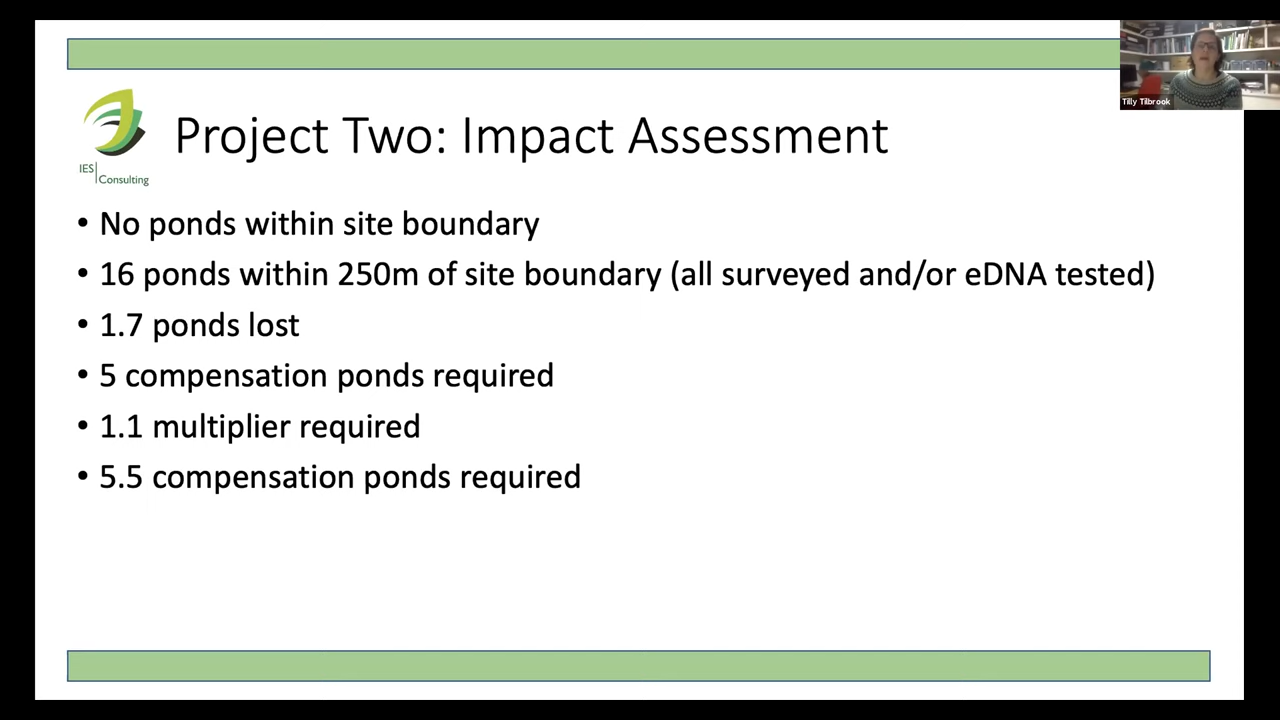 Tilly Tilbrook
IES
Consulting
Project Two: Impact Assessment
• No ponds within site boundary
• 16 ponds within 250m of site boundary (all surveyed and/or eDNA tested)
• 1.7 ponds lost
• 5 compensation ponds required
• 1.1 multiplier required
• 5.5 compensation ponds required